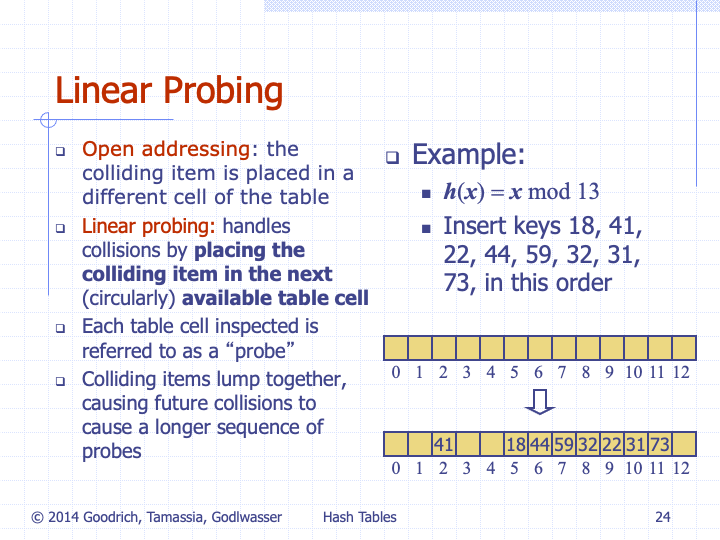 Linear Probing
❑ Open addressing: the
colliding item is placed in a
different cell of the table
❑ Linear probing: handles
collisions by placing the
colliding item in the next
(circularly) available table cell
❑ Each table cell inspected is
referred to as a “probe”
❑ Colliding items lump together,
causing future collisions to
cause a longer sequence of
probes
❑ Example:
■ h(x) = x mod 13
■ Insert keys 18, 41,
22, 44, 59, 32, 31,
73, in this order
0 1 2 3 4 5 6 7 8 9 10 11 12
41 18 44 59 32 22 31 73
0 1 2 3 4 5 6 7 8 9 10 11 12
© 2014 Goodrich, Tamassia, Godlwasser Hash Tables 24